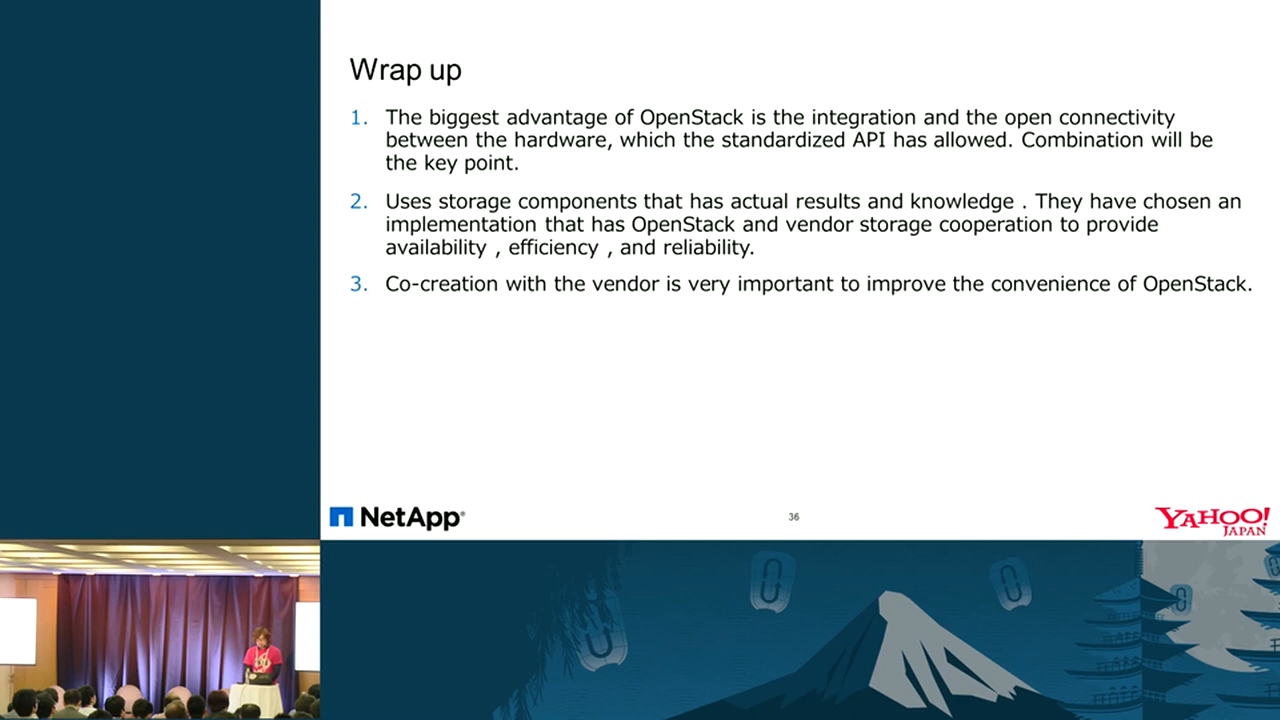 Wrap up
1. The biggest advantage of OpenStack is the integration and the open connectivity
between the hardware, which the standardized API has allowed. Combination will be
the key point.
2. Uses storage components that has actual results and knowledge . They have chosen an
implementation that has OpenStack and vendor storage cooperation to provide
availability , efficiency , and reliability.
3. Co-creation with the vendor is very important to improve the convenience of OpenStack.
NetApp®
36
YAHOO!
JAPAN